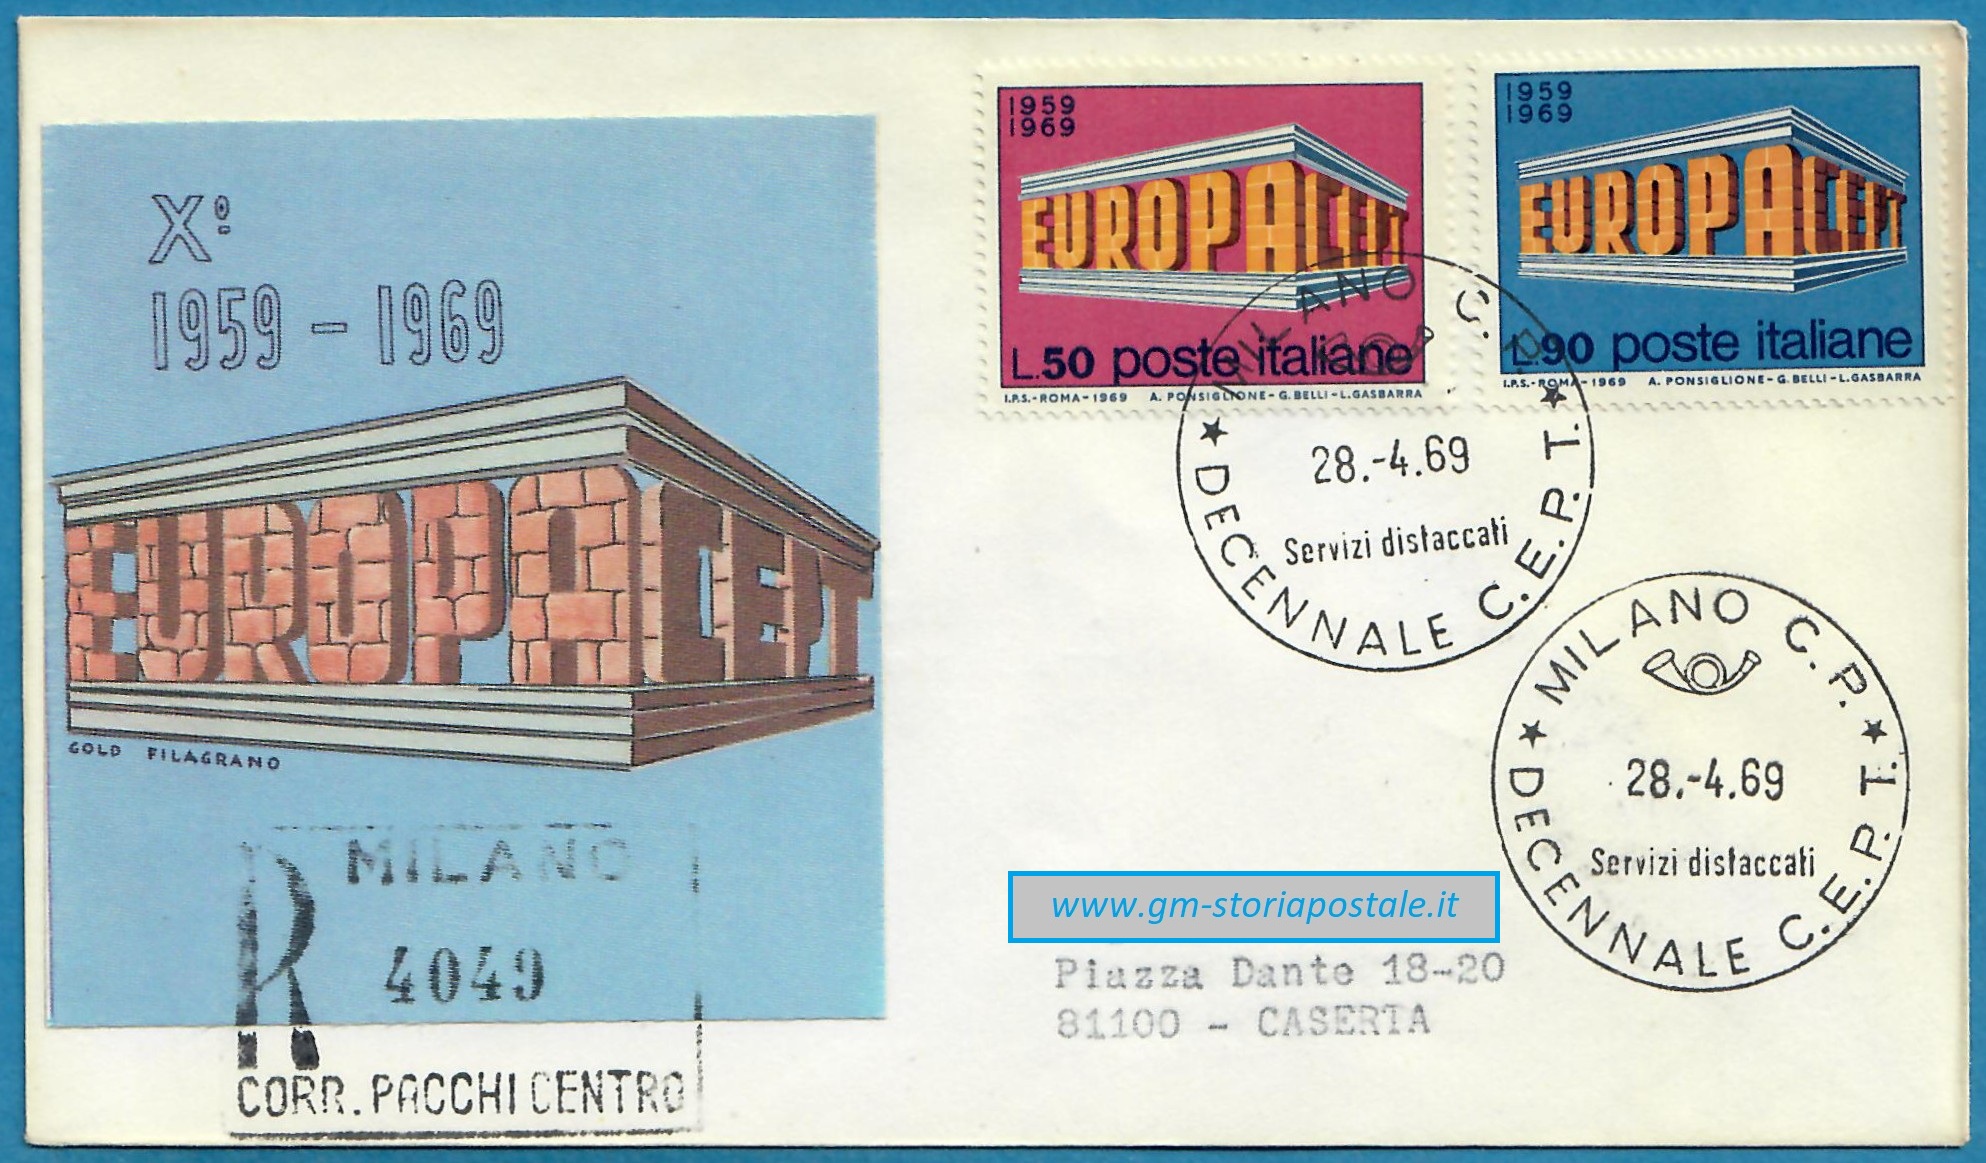 Xº
1959 – 1969
EUROPA CEPT
GOLD FILAGRANO
1959
1969
EUROPA CEPT
L.50 poste italiane
I.P.S.-ROMA-1969 A. PONSIGLIONE-G. BELLI-L.GASBARRA
1959
1969
EUROPA CEPT
L.90 poste italiane
I.P.S.-ROMA-1969 A. PONSIGLIONE-G. BELLI-L.GASBARRA
MILANO C.P.
28.-4.69
Servizi distaccati
★ DECENNALE C.E.P.T. ★
MILANO C.P.
28.-4.69
Servizi distaccati
★ DECENNALE C.E.P.T. ★
www.gm-storiapostale.it
Piazza Dante 18-20
81100 - CASERTA
R MILANO
4049
CORR. PACCHI CENTRO